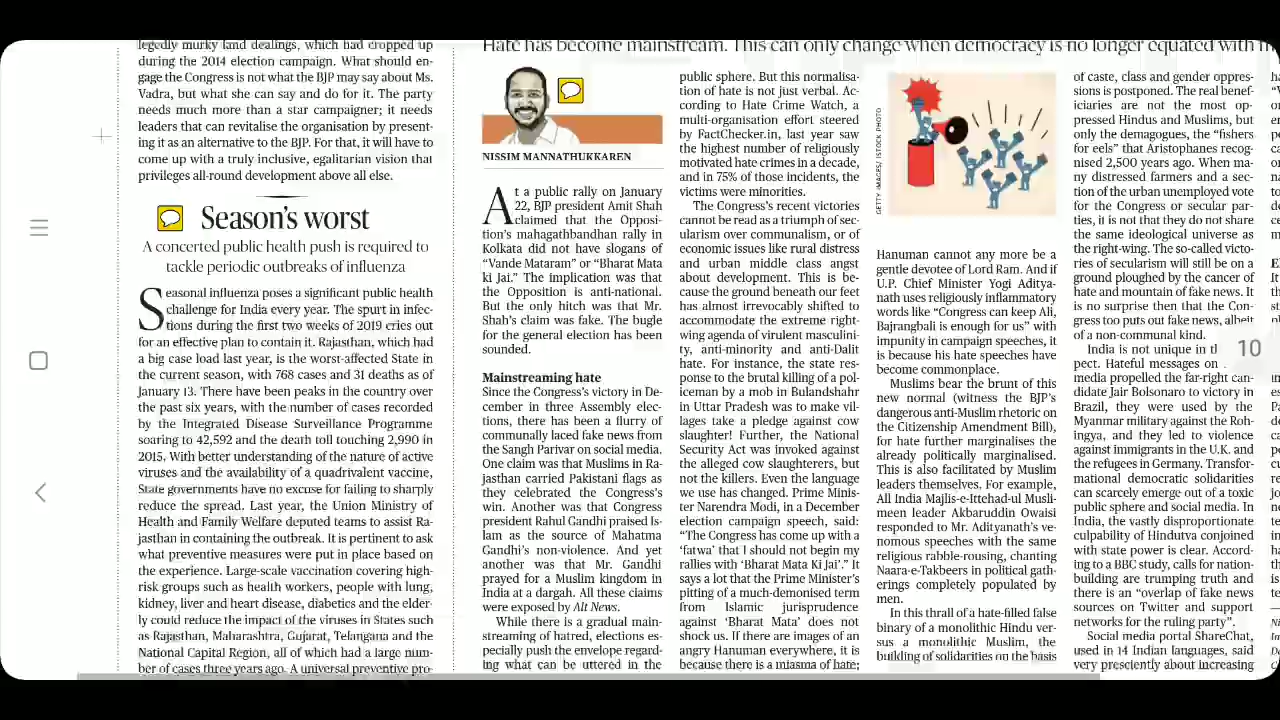 legedly murky land dealings, which had cropped up
during the 2014 election campaign. What should en-
gage the Congress is not what the BJP may say about Ms.
Vadra, but what she can say and do for it. The party
needs much more than a star campaigner; it needs
leaders that can revitalise the organisation by present-
ing it as an alternative to the BJP. For that, it will have to
come up with a truly inclusive, egalitarian vision that
privileges all-round development above all else.
Season's worst
A concerted public health push is required to
tackle periodic outbreaks of influenza
Seasonal influenza poses a significant public health
challenge for India every year. The spurt in infec-
tions during the first two weeks of 2019 cries out
for an effective plan to contain it. Rajasthan, which had
a big case load last year, is the worst-affected State in
the current season, with 768 cases and 31 deaths as of
January 13. There have been peaks in the country over
the past six years, with the number of cases recorded
by the Integrated Disease Surveillance Programme
soaring to 42,592 and the death toll touching 2,990 in
2015. With better understanding of the nature of active
viruses and the availability of a quadrivalent vaccine,
State governments have no excuse for failing to sharply
reduce the spread. Last year, the Union Ministry of
Health and Family Welfare deputed teams to assist Ra-
jasthan in containing the outbreak. It is pertinent to ask
what preventive measures were put in place based on
the experience. Large-scale vaccination covering high-
risk groups such as health workers, people with lung,
kidney, liver and heart disease, diabetics and the elder-
ly could reduce the impact of the viruses in States such
as Rajasthan, Maharashtra, Gujarat, Telangana and the
National Capital Region, all of which had a large num-
ber of cases three years ago. A universal preventive pro-
Hate has become mainstream. This can only change when democracy is no longer equated with
NISSIM MANNATHUKKAREN
At a public rally on January
22, BJP president Amit Shah
claimed that the Opposi-
tion's mahagathbandhan rally in
Kolkata did not have slogans of
"Vande Mataram" or "Bharat Mata
ki Jai." The implication was that
the Opposition is anti-national.
But the only hitch was that Mr.
Shah's claim was fake. The bugle
for the general election has been
sounded.
Mainstreaming hate
Since the Congress's victory in De-
cember in three Assembly elec-
tions, there has been a flurry of
communally laced fake news from
the Sangh Parivar on social media.
One claim was that Muslims in Ra-
jasthan carried Pakistani flags as
they celebrated the Congress's
win. Another was that Congress
president Rahul Gandhi praised Is-
lam as the source of Mahatma
Gandhi's non-violence. And yet
another was that Mr. Gandhi
prayed for a Muslim kingdom in
India at a dargah. All these claims
were exposed by Alt News.
While there is a gradual main-
streaming of hatred, elections es-
pecially push the envelope regard-
ing what can be uttered in the
public sphere. But this normalisa-
tion of hate is not just verbal. Ac-
cording to Hate Crime Watch, a
multi-organisation effort steered
by FactChecker.in, last year saw
the highest number of religiously
motivated hate crimes in a decade,
and in 75% of those incidents, the
victims were minorities.
The Congress's recent victories
cannot be read as a triumph of sec-
ularism over communalism, or of
economic issues like rural distress
and urban middle class angst
about development. This is be-
cause the ground beneath our feet
has almost irrevocably shifted to
accommodate the extreme right-
wing agenda of virulent masculini-
ty, anti-minority and anti-Dalit
hate. For instance, the state res-
ponse to the brutal killing of a pol-
iceman by a mob in Bulandshahr
in Uttar Pradesh was to make vil-
lages take a pledge against cow
slaughter! Further, the National
Security Act was invoked against
the alleged cow slaughterers, but
not the killers. Even the language
we use has changed. Prime Minis-
ter Narendra Modi, in a December
election campaign speech, said:
"The Congress has come up with a
'fatwa' that I should not begin my
rallies with 'Bharat Mata Ki Jai'." It
says a lot that the Prime Minister's
pitting of a much-demonised term
from Islamic jurisprudence
against 'Bharat Mata' does not
shock us. If there are images of an
angry Hanuman everywhere, it is
because there is a miasma of hate;
GETTY IMAGES/ ISTOCK PHOTO
Hanuman cannot any more be a
gentle devotee of Lord Ram. And if
U.P. Chief Minister Yogi Aditya-
nath uses religiously inflammatory
words like "Congress can keep Ali,
Bajrangbali is enough for us" with
impunity in campaign speeches, it
is because his hate speeches have
become commonplace.
Muslims bear the brunt of this
new normal (witness the BJP's
dangerous anti-Muslim rhetoric on
the Citizenship Amendment Bill),
for hate further marginalises the
already politically marginalised.
This is also facilitated by Muslim
leaders themselves. For example,
All India Majlis-e-Ittehad-ul Musli-
meen leader Akbaruddin Owaisi
responded to Mr. Adityanath's ve-
nomous speeches with the same
religious rabble-rousing, chanting
Naara-e-Takbeers in political gath-
erings completely populated by
men.
In this thrall of a hate-filled false
binary of a monolithic Hindu ver-
sus a monolithic Muslim, the
building of solidarities on the basis
of caste, class and gender oppres-
sions is postponed. The real benef-
iciaries are not the most op-
pressed Hindus and Muslims, but
only the demagogues, the "fishers
for eels" that Aristophanes recog-
nised 2,500 years ago. When ma-
ny distressed farmers and a sec-
tion of the urban unemployed vote
for the Congress or secular par-
ties, it is not that they do not share
the same ideological universe as
the right-wing. The so-called victo-
ries of secularism will still be on a
ground ploughed by the cancer of
hate and mountain of fake news. It
is no surprise then that the Con-
gress too puts out fake news, albeit
of a non-communal kind.
India is not unique in
pect. Hateful messages on
media propelled the far-right can-
didate Jair Bolsonaro to victory in
Brazil, they were used by the
Myanmar military against the Roh-
ingya, and they led to violence
against immigrants in the U.K. and
the refugees in Germany. Transfor-
mational democratic solidarities
can scarcely emerge out of a toxic
public sphere and social media. In
India, the vastly disproportionate
culpability of Hindutva conjoined
with state power is clear. Accord-
ing to a BBC study, calls for nation-
building are trumping truth and
there is an "overlap of fake news
sources on Twitter and support
networks for the ruling party".
Social media portal ShareChat,
used in 14 Indian languages, said
very presciently about increasing
10